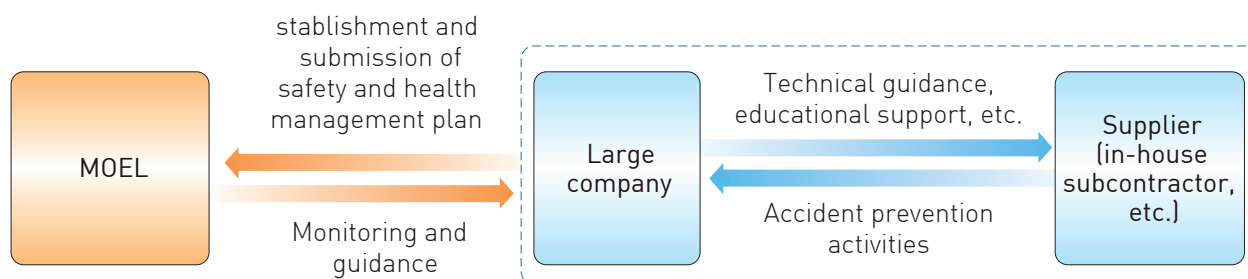 stablishment and
submission of
safety and health
management plan
MOEL
Monitoring and
guidance
Large
company
Technical guidance,
educational support, etc.
Accident prevention
activities
Supplier
(in-house
subcontractor,
etc.)